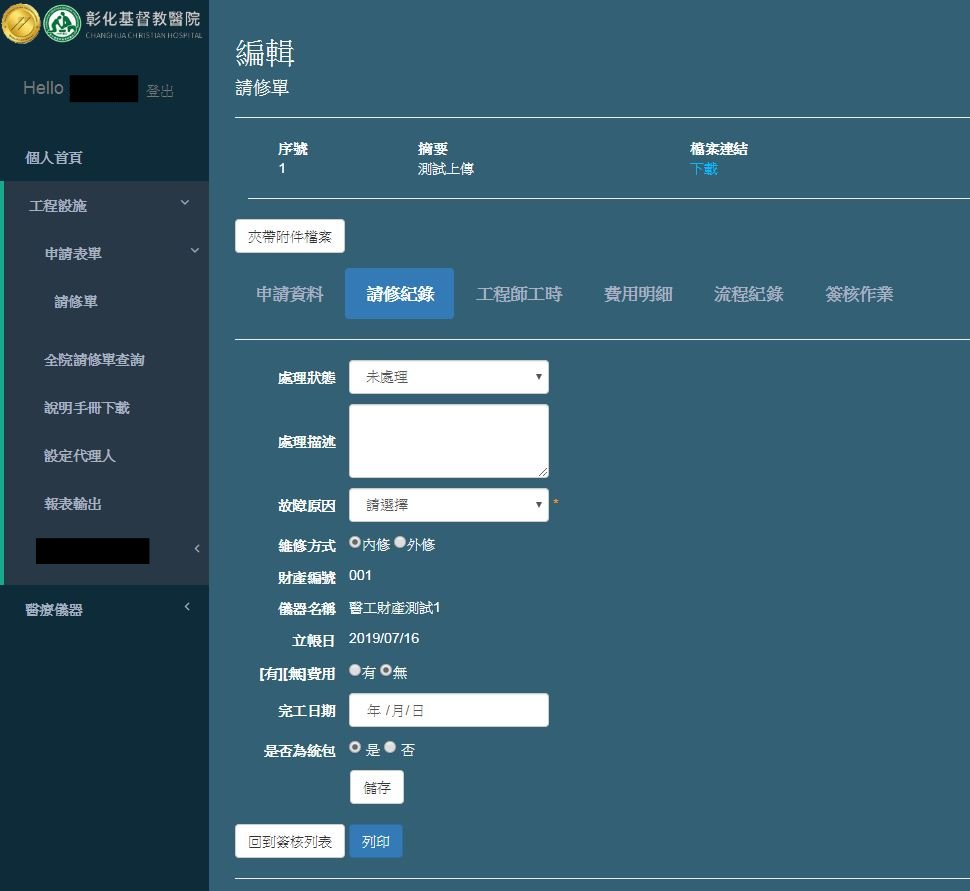 彰化基督教醫院
CHANGHUA CHRISTIAN HOSPITAL
Hello 登出
個人首頁
工程設施
申請表單
請修單
全院請修單查詢
說明手冊下載
設定代理人
報表輸出
醫療儀器
編輯
請修單
序號 摘要 檔案連結
1 測試上傳 下載
夾帶附件檔案
申請資料 請修紀錄 工程師工時 費用明細 流程紀錄 簽核作業
處理狀態 未處理
處理描述
故障原因 請選擇 *
維修方式 內修 外修
財產編號 001
儀器名稱 醫工財產測試1
立帳日 2019/07/16
[有][無]費用 有 無
完工日期 年 /月/日
是否為統包 是 否
儲存
回到簽核列表 列印